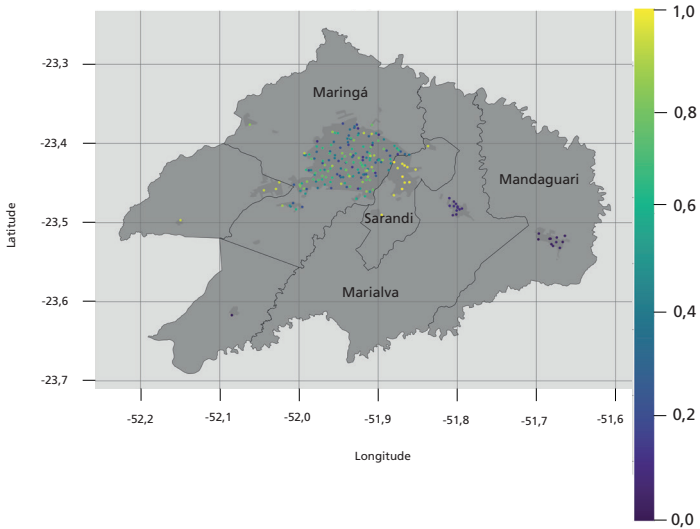 1,0
-23,3
Maringá
0,8
-23,4
Mandaguari
0,6
-23,5
Sarandi
Latitude
Marialva
-23,6
0,4
-23,7
0,2
-52,2 -52,1 -52,0 -51,9 -51,8 -51,7 -51,6
Longitude
0,0